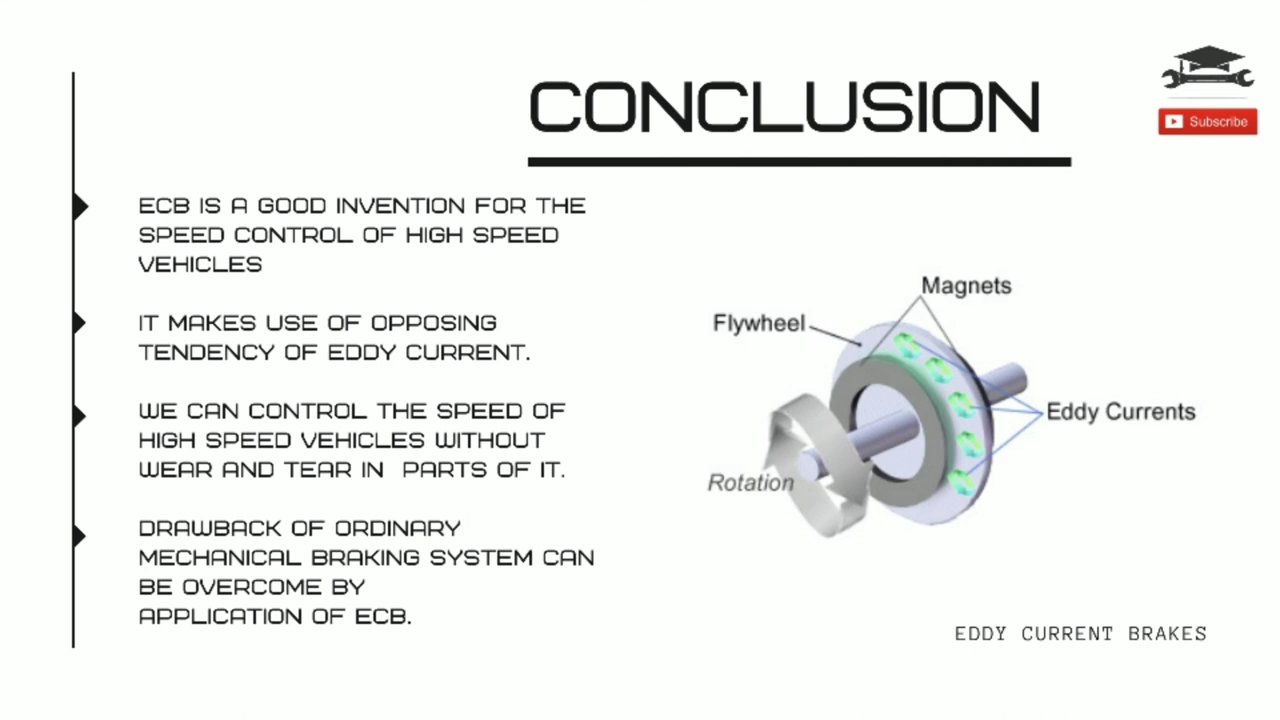 CONCLUSION
Subscribe
ECB IS A GOOD INVENTION FOR THE
SPEED CONTROL OF HIGH SPEED
VEHICLES
IT MAKES USE OF OPPOSING
TENDENCY OF EDDY CURRENT.
WE CAN CONTROL THE SPEED OF
HIGH SPEED VEHICLES WITHOUT
WEAR AND TEAR IN PARTS OF IT.
DRAWBACK OF ORDINARY
MECHANICAL BRAKING SYSTEM CAN
BE OVERCOME BY
APPLICATION OF ECB.
Magnets
Flywheel
Eddy Currents
Rotation
EDDY CURRENT BRAKES